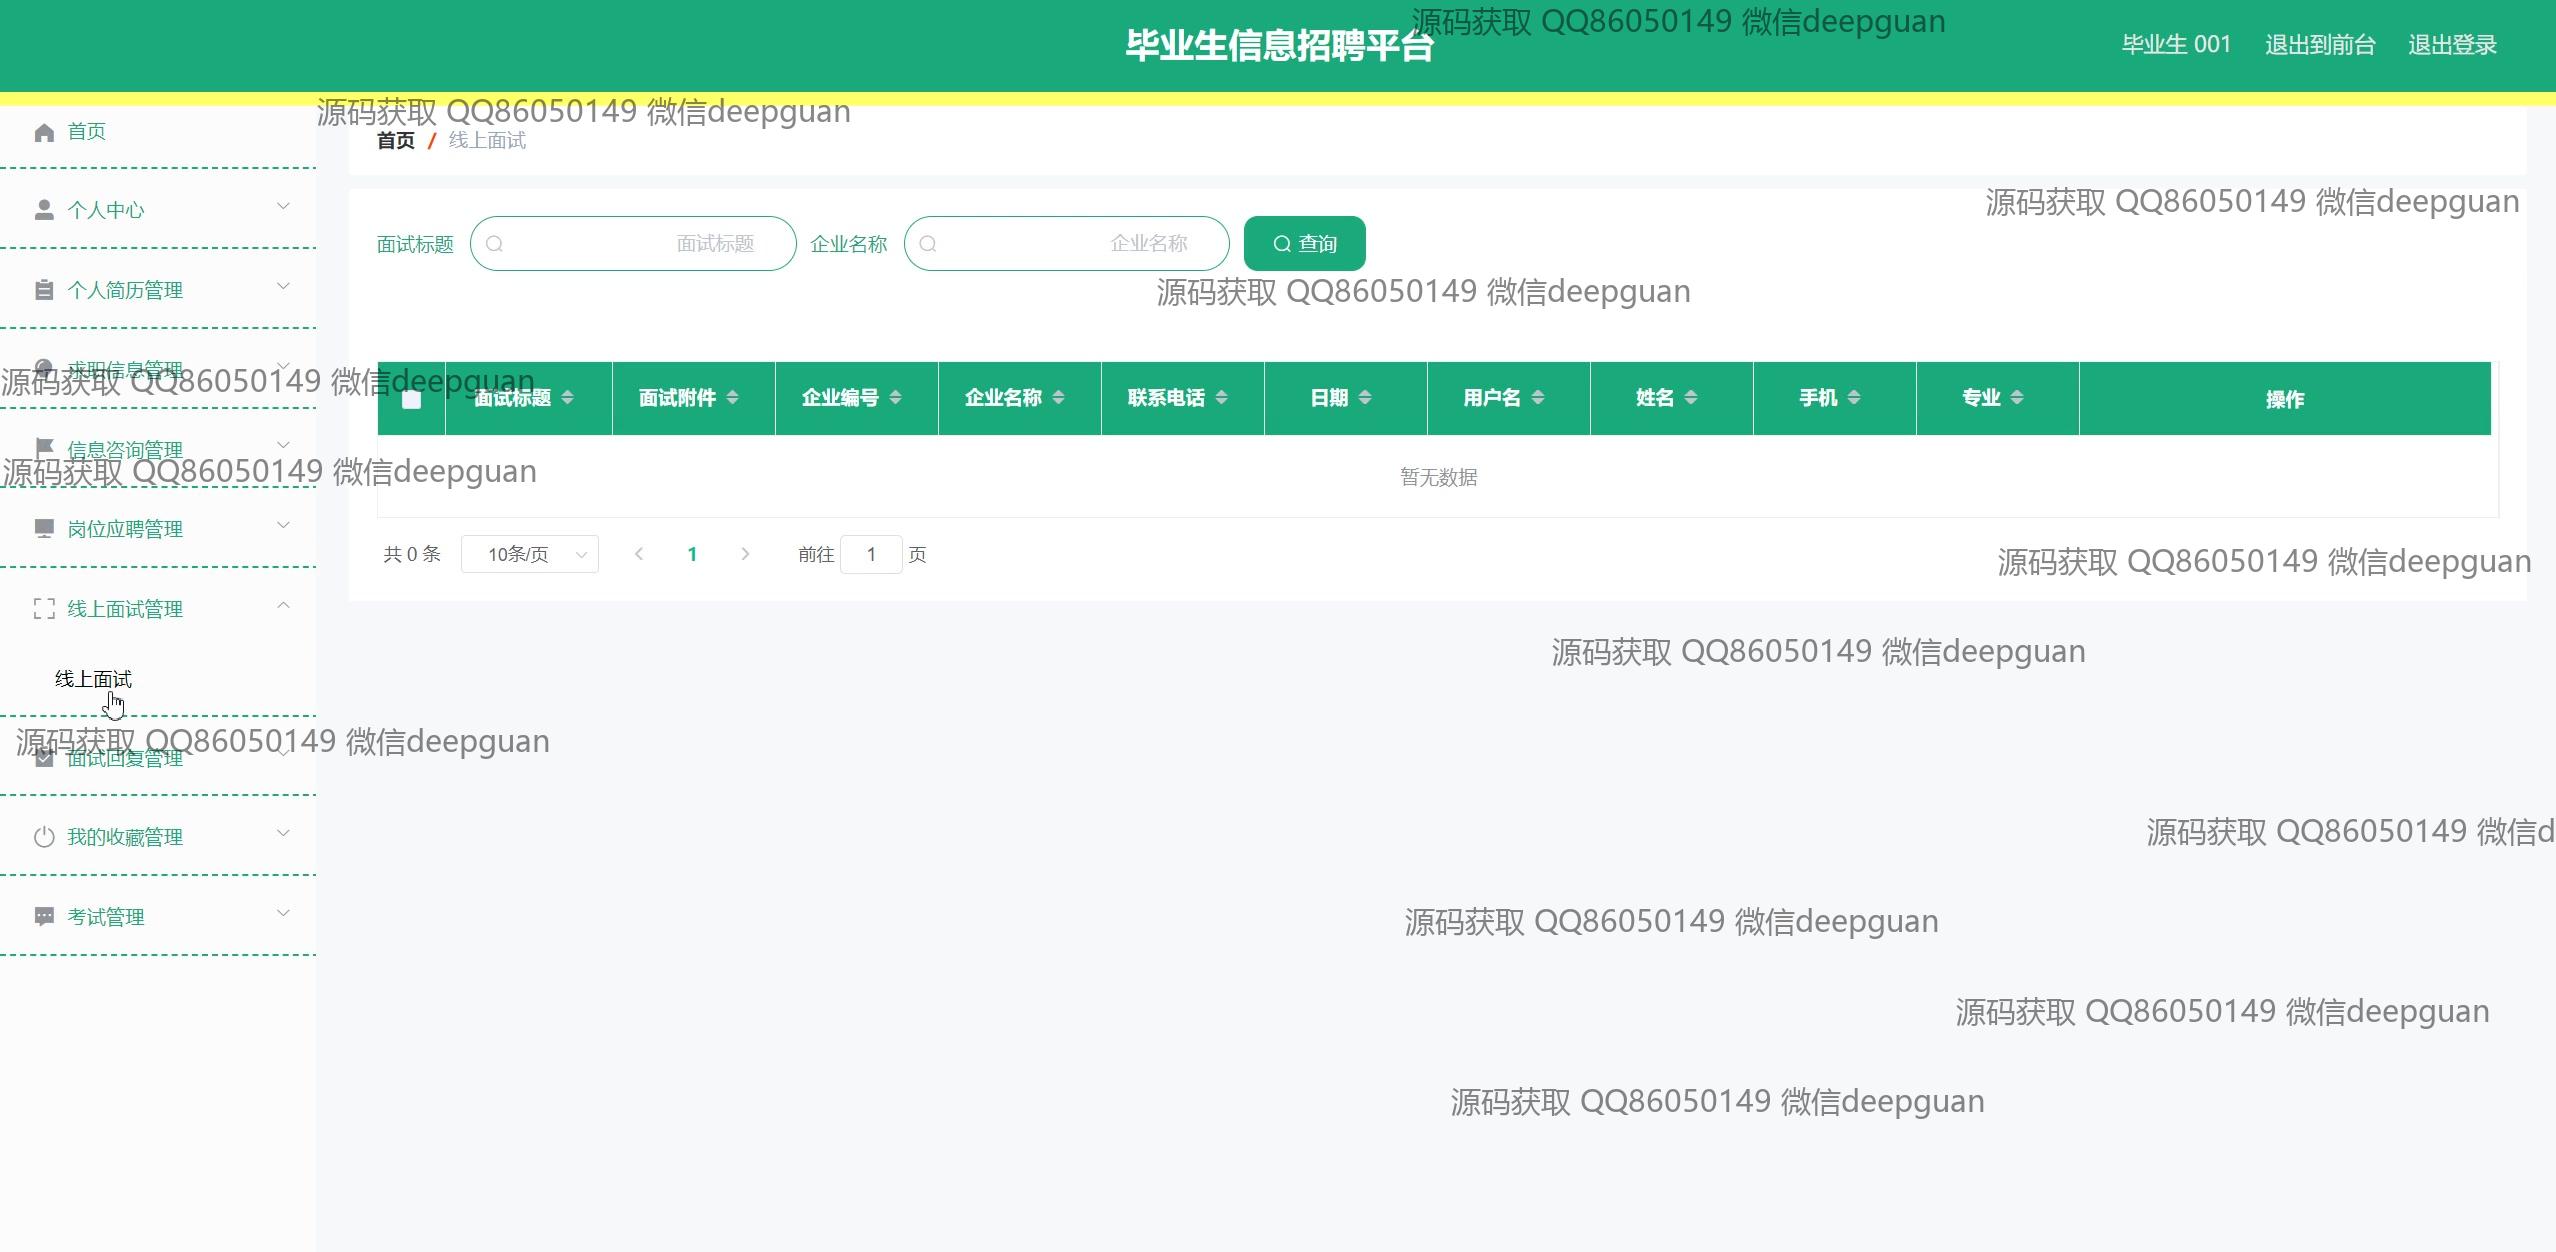 毕业生信息招聘平台
源码获取 QQ86050149 微信deepguan
毕业生 001 退出到前台 退出登录
源码获取 QQ86050149 微信deepguan
首页
首页 / 线上面试
源码获取 QQ86050149 微信deepguan
个人中心
面试标题 面试标题 企业名称 企业名称 查询
个人简历管理
源码获取 QQ86050149 微信deepguan
求职信息管理
源码获取 QQ86050149 微信deepguan
面试标题 面试附件 企业编号 企业名称 联系电话 日期 用户名 姓名 手机 专业 操作
信息咨询管理
源码获取 QQ86050149 微信deepguan
暂无数据
岗位应聘管理
共 0 条 10条/页 1 前往 1 页
源码获取 QQ86050149 微信deepguan
线上面试管理
源码获取 QQ86050149 微信deepguan
线上面试
源码获取 QQ86050149 微信deepguan
面试回复管理
我的收藏管理
源码获取 QQ86050149 微信d
考试管理
源码获取 QQ86050149 微信deepguan
源码获取 QQ86050149 微信deepguan
源码获取 QQ86050149 微信deepguan